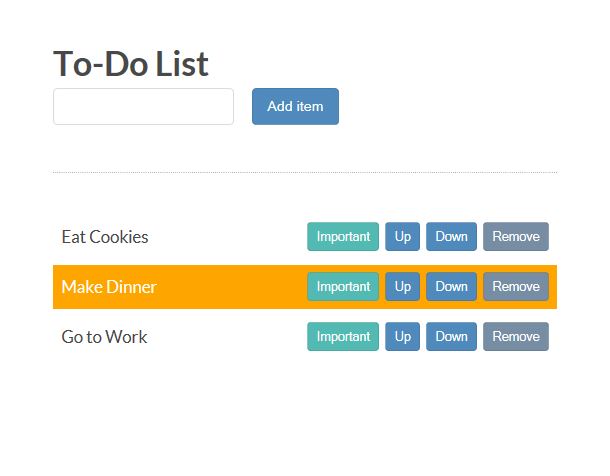 To-Do List
Add item
Eat Cookies Important Up Down Remove
Make Dinner Important Up Down Remove
Go to Work Important Up Down Remove